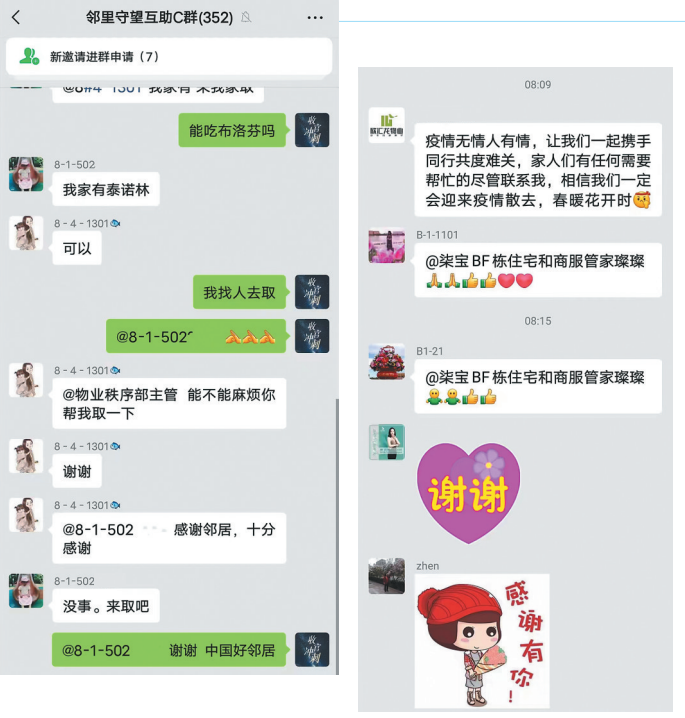 邻里守望互助C群(352)
新邀请进群申请（7）
能吃布洛芬吗
8-1-502
我家有泰诺林
8-4-1301
可以
我找人去取
@8-1-502
8-4-1301
@物业秩序部主管 能不能麻烦你
帮我取一下
8-4-1301
谢谢
8-4-1301
@8-1-502 感谢邻居，十分
感谢
8-1-502
没事。来取吧
@8-1-502 谢谢 中国好邻居
08:09
疫情无情人有情，让我们一起携手
同行共度难关，家人们有任何需要
帮忙的尽管联系我，相信我们一定
会迎来疫情散去，春暖花开时
B-1-1101
@柒宝BF栋住宅和商服管家璨璨
08:15
B1-21
@柒宝BF栋住宅和商服管家璨璨
谢谢
zhen
感谢有你！